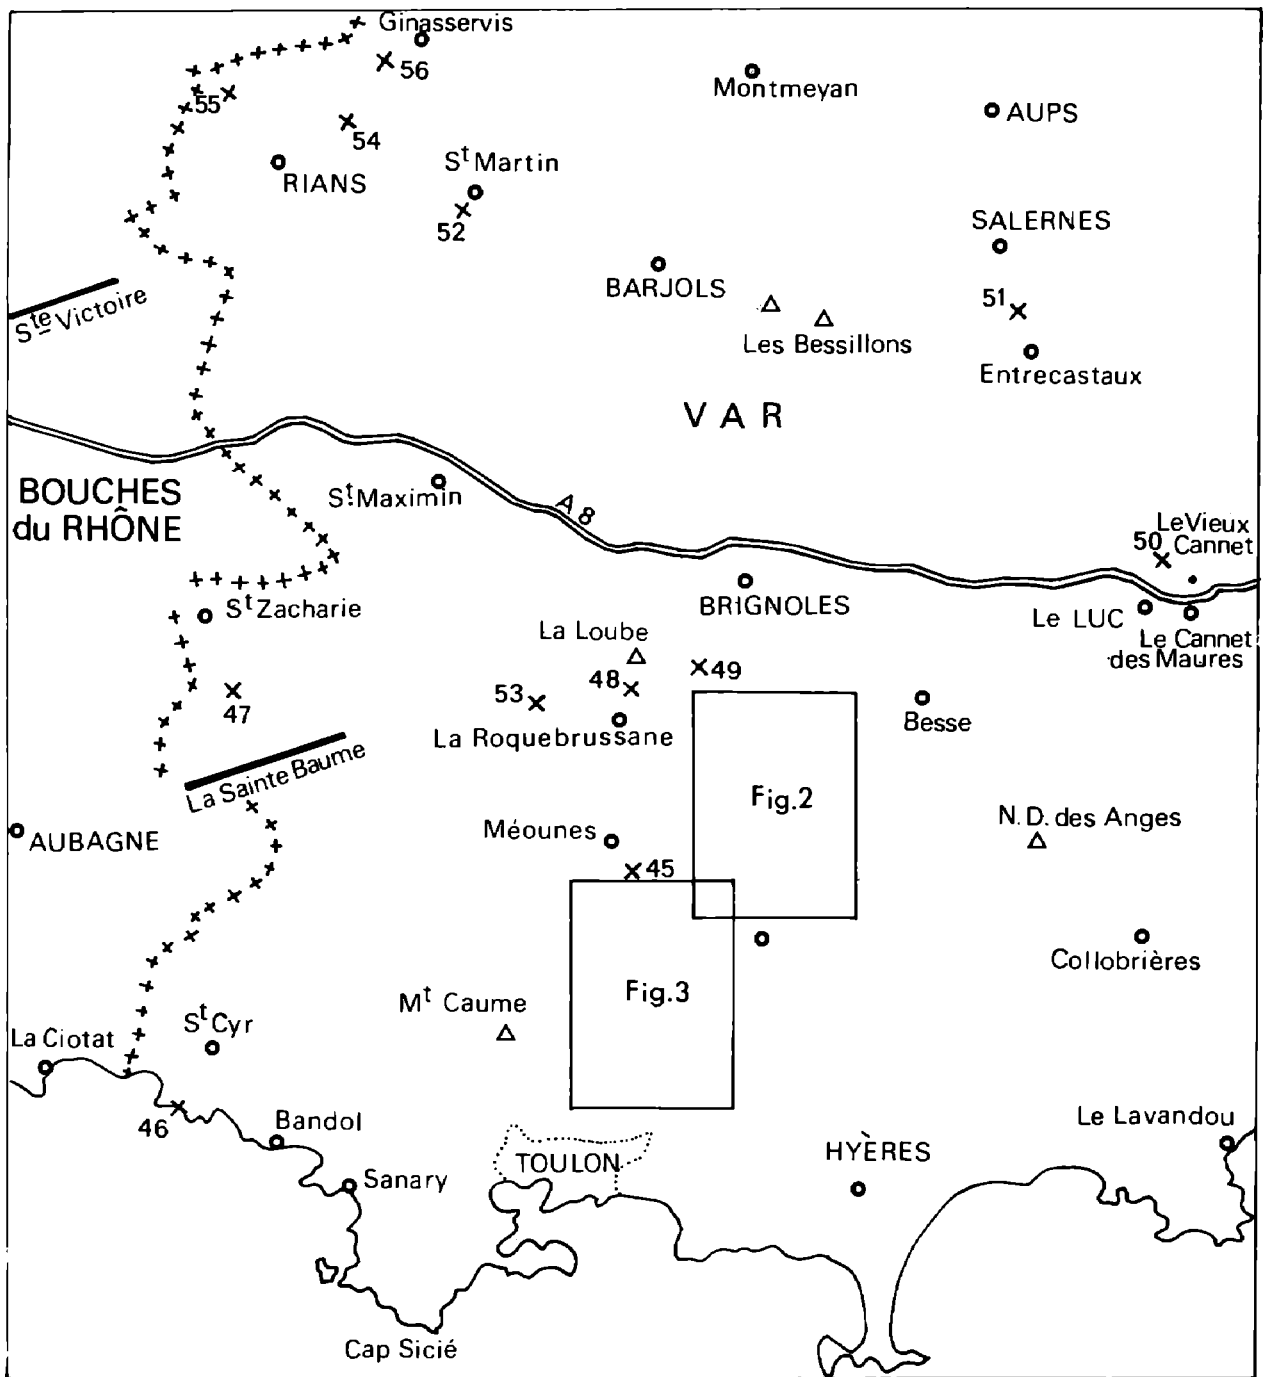 Ginasservis
56
55
Montmeyan
AUPS
54
RIANS
St Martin
52
SALERNES
BARJOLS
51
Ste Victoire
Les Bessillons
Entrecastaux
VAR
BOUCHES
du RHÔNE
St Maximin
A8
Le Vieux
50 Cannet
St Zacharie
BRIGNOLES
Le LUC
Le Cannet
des Maures
La Loube
49
48
53
47
La Roquebrussane
Besse
La Sainte Baume
Fig.2
N.D. des Anges
AUBAGNE
Méounes
45
Collobrières
Fig.3
Mt Caume
St Cyr
La Ciotat
46
Bandol
Le Lavandou
TOULON
HYÈRES
Sanary
Cap Sicié